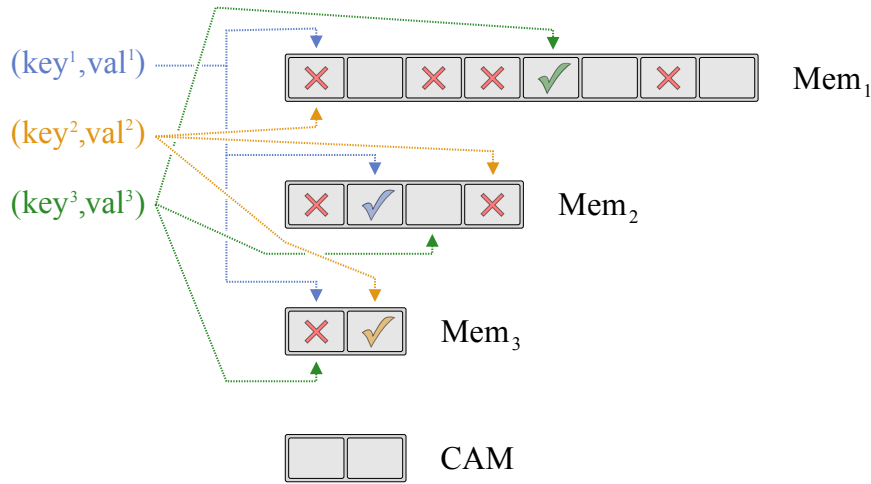 (key¹,val¹)
Mem₁
(key²,val²)
(key³,val³)
Mem₂
Mem₃
CAM